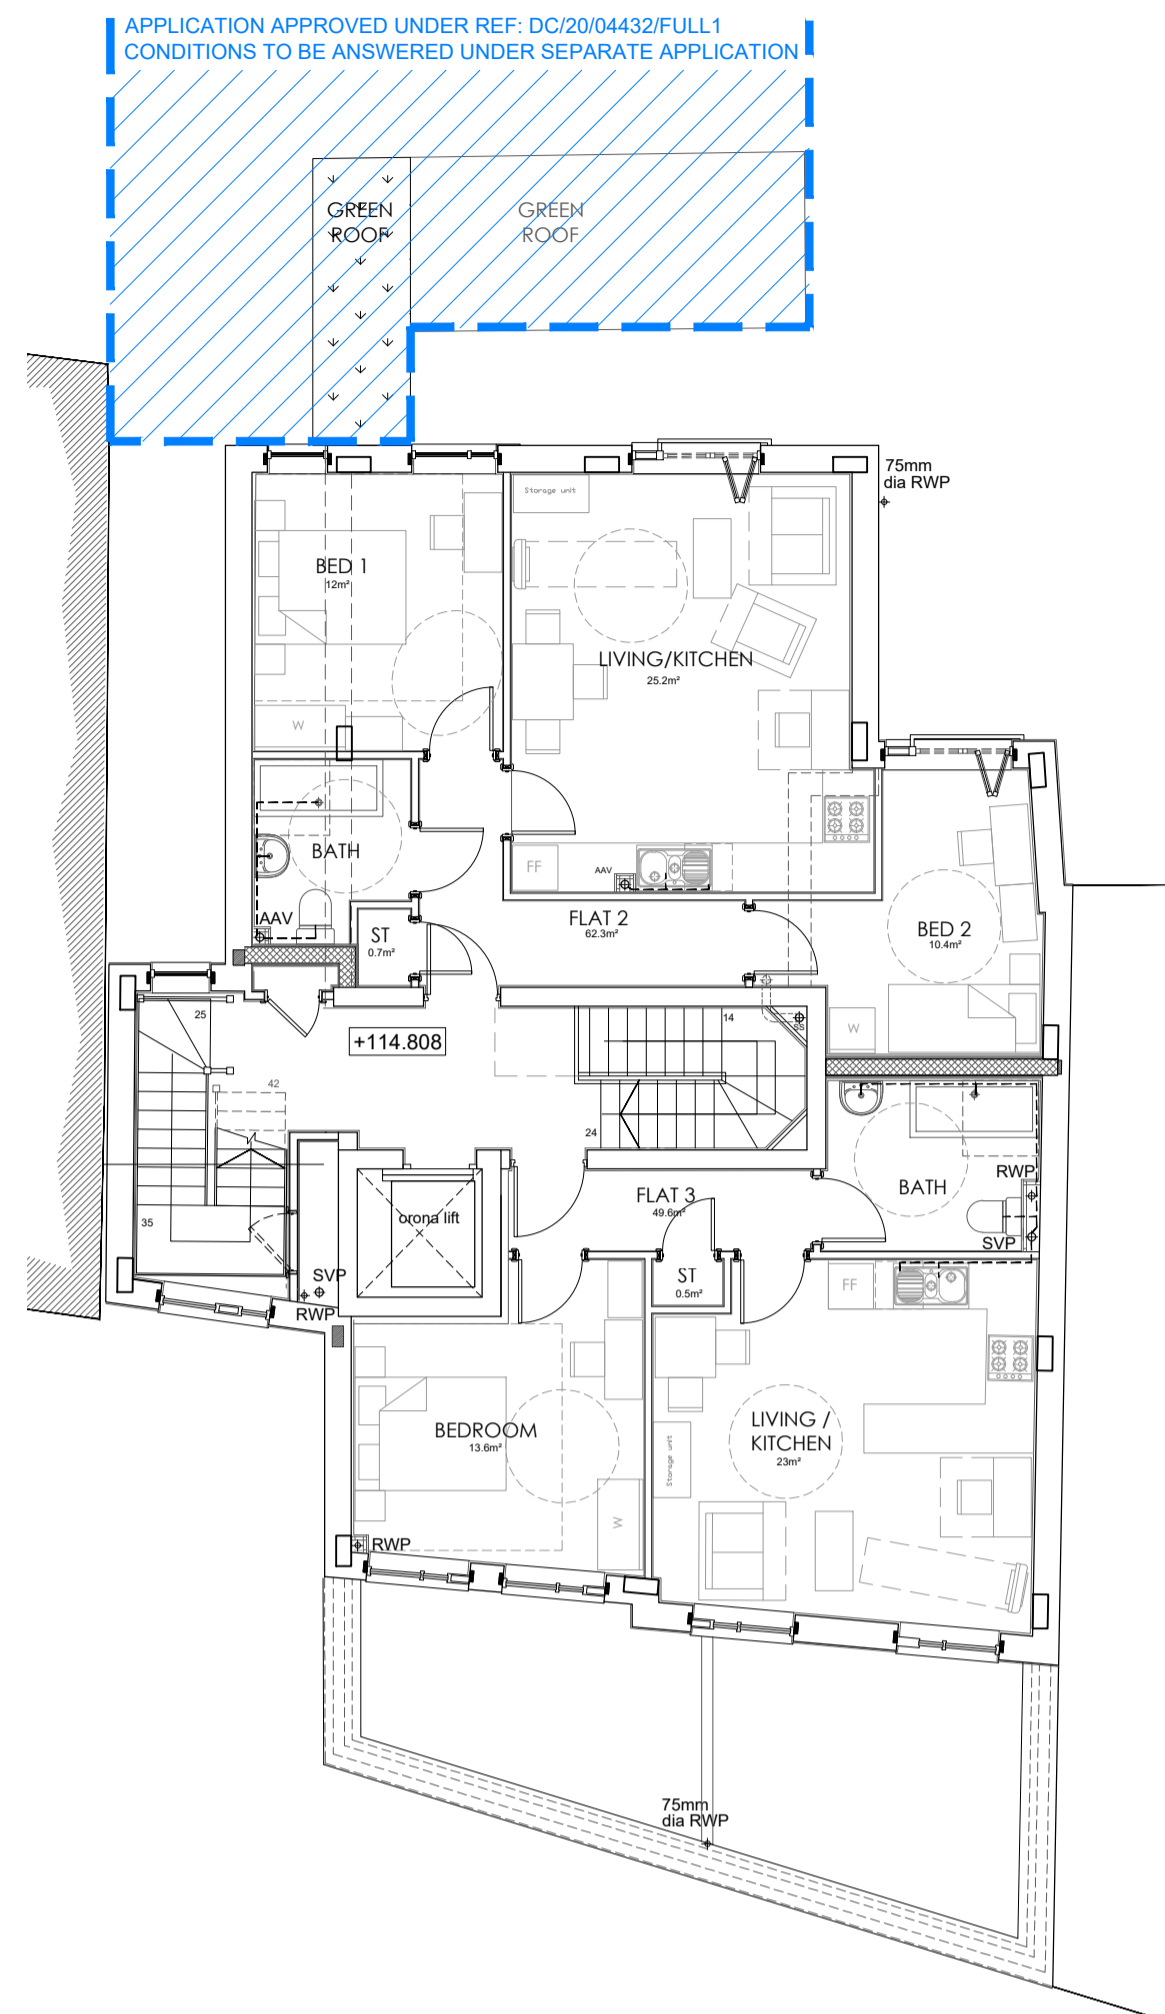 APPLICATION APPROVED UNDER REF: DC/20/04432/FULL1
CONDITIONS TO BE ANSWERED UNDER SEPARATE APPLICATION
GREEN
ROOF
GREEN
ROOF
75mm
dia RWP
Storage unit
BED 1
12m²
LIVING/KITCHEN
25.2m²
W
BATH
FF
AAV
AAV
ST
0.7m²
FLAT 2
62.3m²
BED 2
10.4m²
W
25
14
SS
+114.808
42
24
35
orona lift
FLAT 3
49.6m²
BATH
RWP
SVP
SVP
RWP
ST
0.5m²
FF
BEDROOM
13.6m²
LIVING /
KITCHEN
23m²
Storage unit
W
RWP
75mm
dia RWP